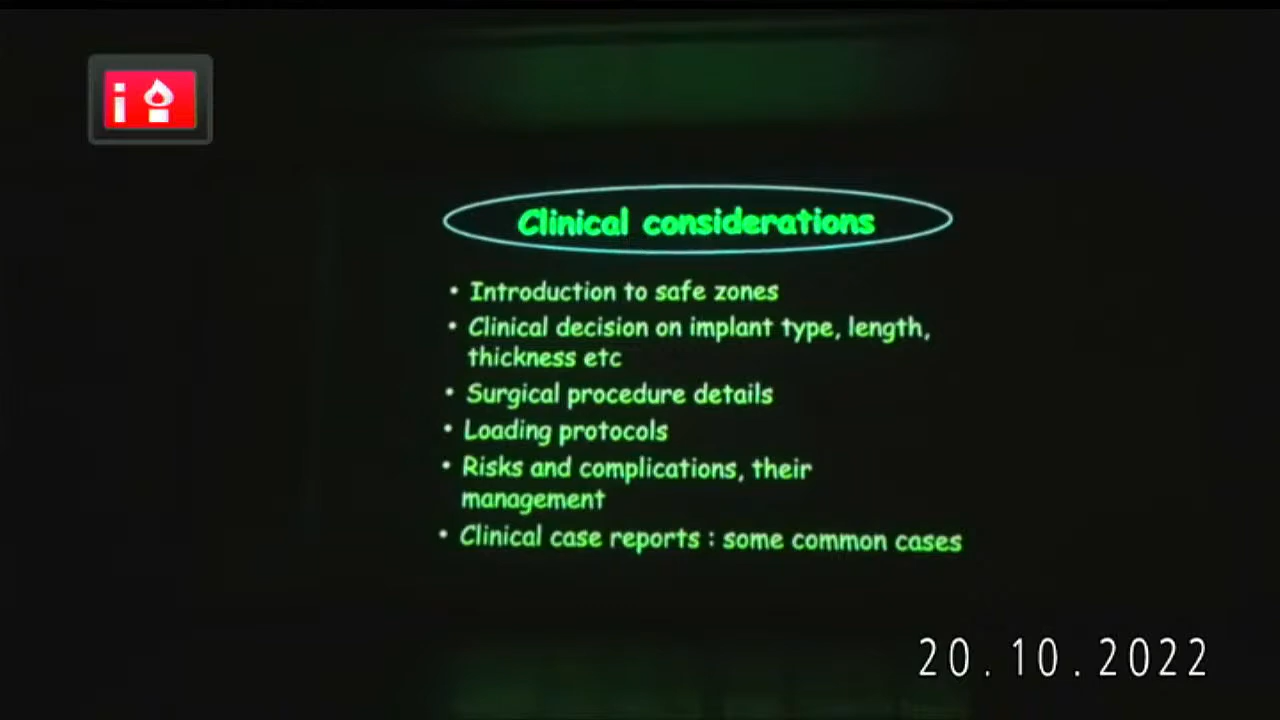 i
Clinical considerations
• Introduction to safe zones
• Clinical decision on implant type, length,
thickness etc
• Surgical procedure details
• Loading protocols
• Risks and complications, their
management
• Clinical case reports : some common cases
20.10.2022